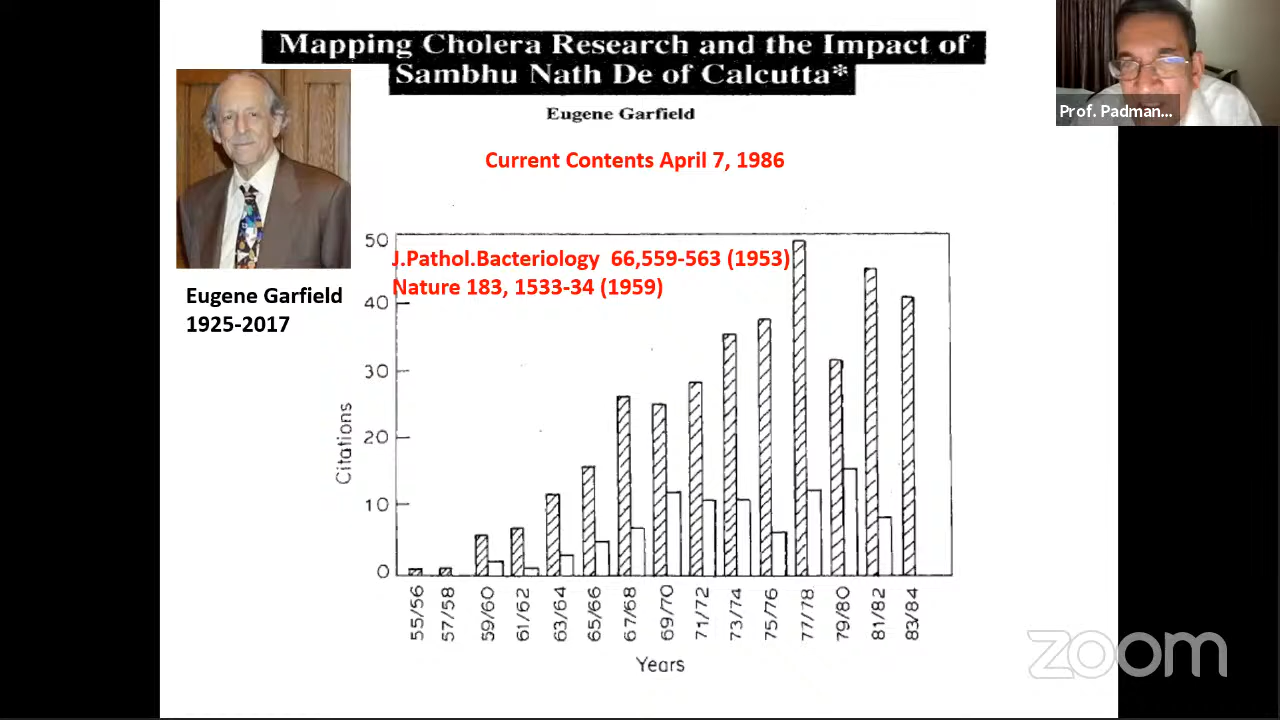 Mapping Cholera Research and the Impact of
Sambhu Nath De of Calcutta*
Eugene Garfield
Current Contents April 7, 1986
Prof. Padman...
J.Pathol.Bacteriology 66,559-563 (1953)
Nature 183, 1533-34 (1959)
Eugene Garfield
1925-2017
50
40
30
20
10
0
Citations
55/56
57/58
59/60
61/62
63/64
65/66
67/68
69/70
71/72
73/74
75/76
77/78
79/80
81/82
83/84
Years
zoom